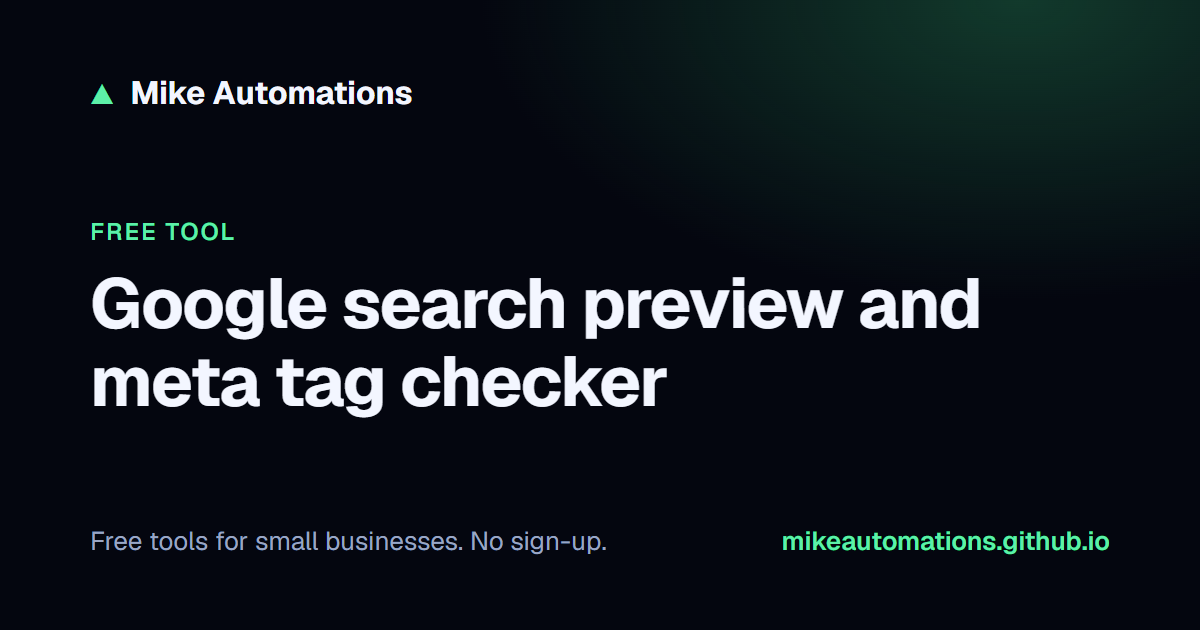 Mike Automations
FREE TOOL
Google search preview and
meta tag checker
Free tools for small businesses. No sign-up.
mikeautomations.github.io